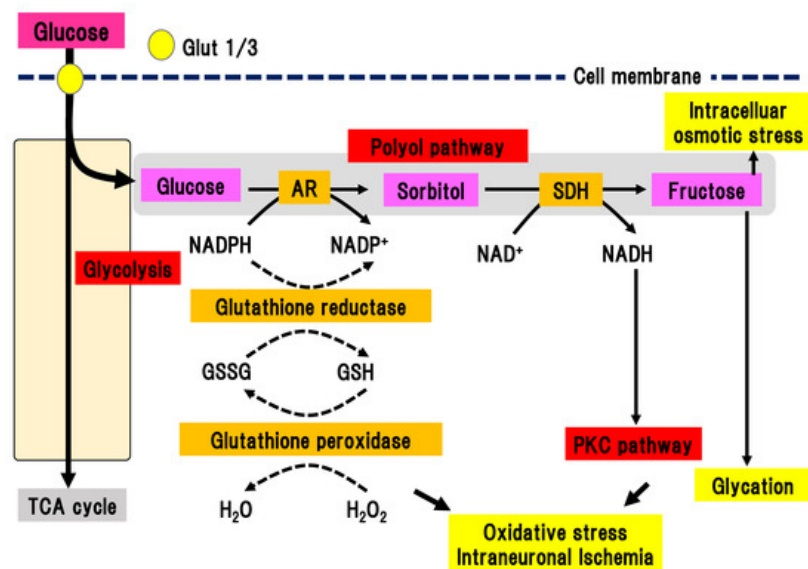 Glucose
Glut 1/3
Cell membrane
Intracelluar
osmotic stress
Polyol pathway
Glucose
AR
Sorbitol
SDH
Fructose
NADPH
NADP⁺
NAD⁺
NADH
Glycolysis
Glutathione reductase
GSSG
GSH
Glutathione peroxidase
PKC pathway
Glycation
TCA cycle
H₂O
H₂O₂
Oxidative stress
Intraneuronal Ischemia